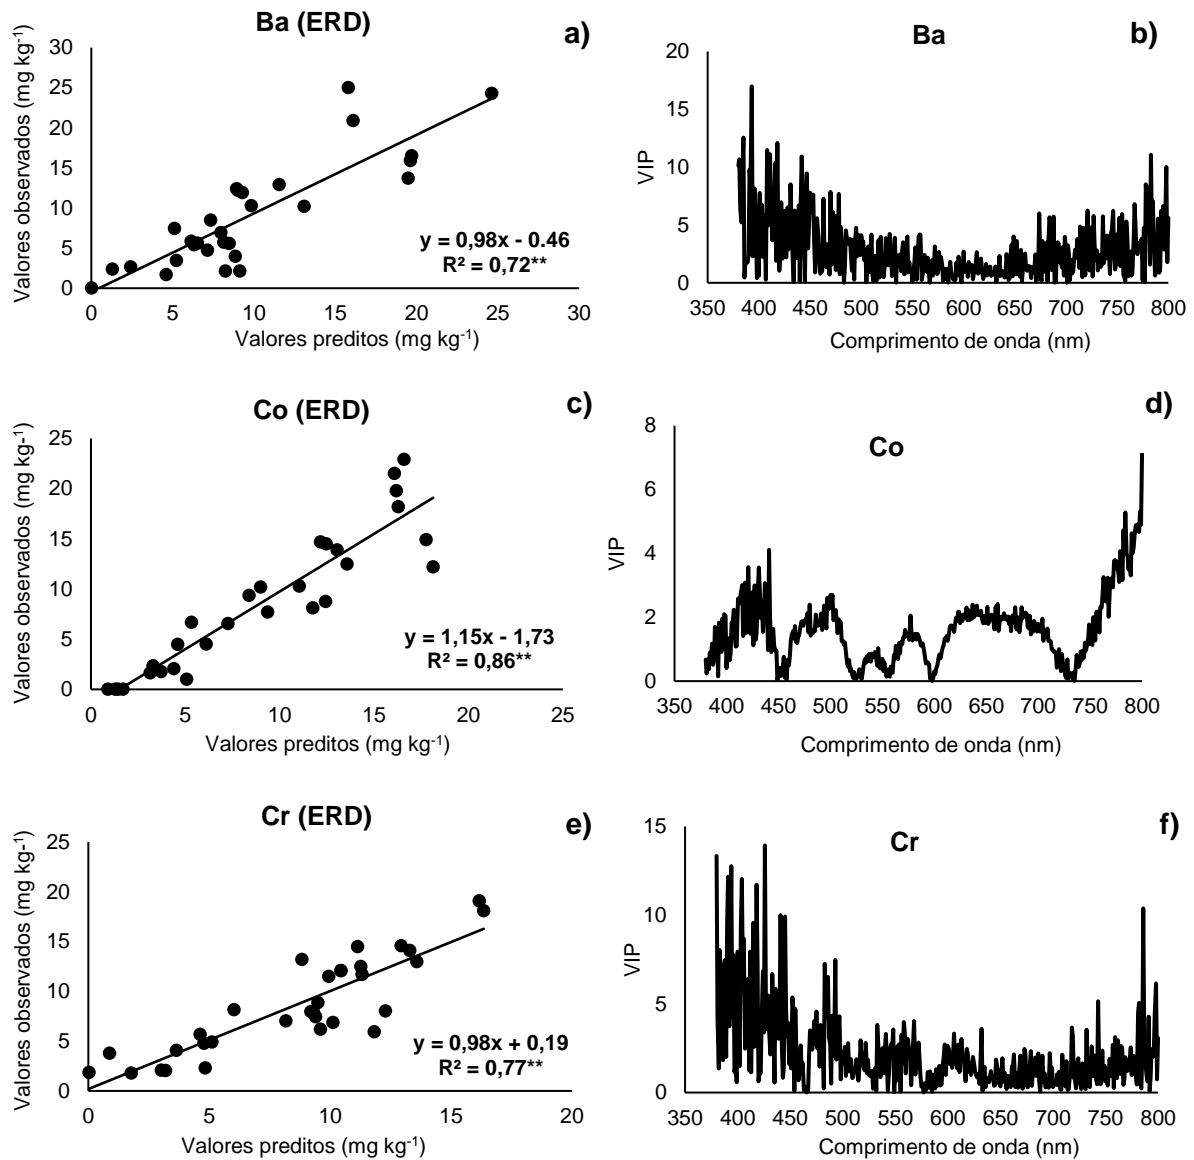 Ba (ERD)
a)
Valores observados (mg kg-1)
30
25
20
15
10
5
0
y = 0,98x - 0.46
R² = 0,72**
0 5 10 15 20 25 30
Valores preditos (mg kg-1)
Ba
b)
VIP
20
15
10
5
0
350 400 450 500 550 600 650 700 750 800
Comprimento de onda (nm)
Co (ERD)
c)
Valores observados (mg kg-1)
25
20
15
10
5
0
y = 1,15x - 1,73
R² = 0,86**
0 5 10 15 20 25
Valores preditos (mg kg-1)
Co
d)
VIP
8
6
4
2
0
350 400 450 500 550 600 650 700 750 800
Comprimento de onda (nm)
Cr (ERD)
e)
Valores observados (mg kg-1)
25
20
15
10
5
0
y = 0,98x + 0,19
R² = 0,77**
0 5 10 15 20
Valores preditos (mg kg-1)
Cr
f)
VIP
15
10
5
0
350 400 450 500 550 600 650 700 750 800
Comprimento de onda (nm)